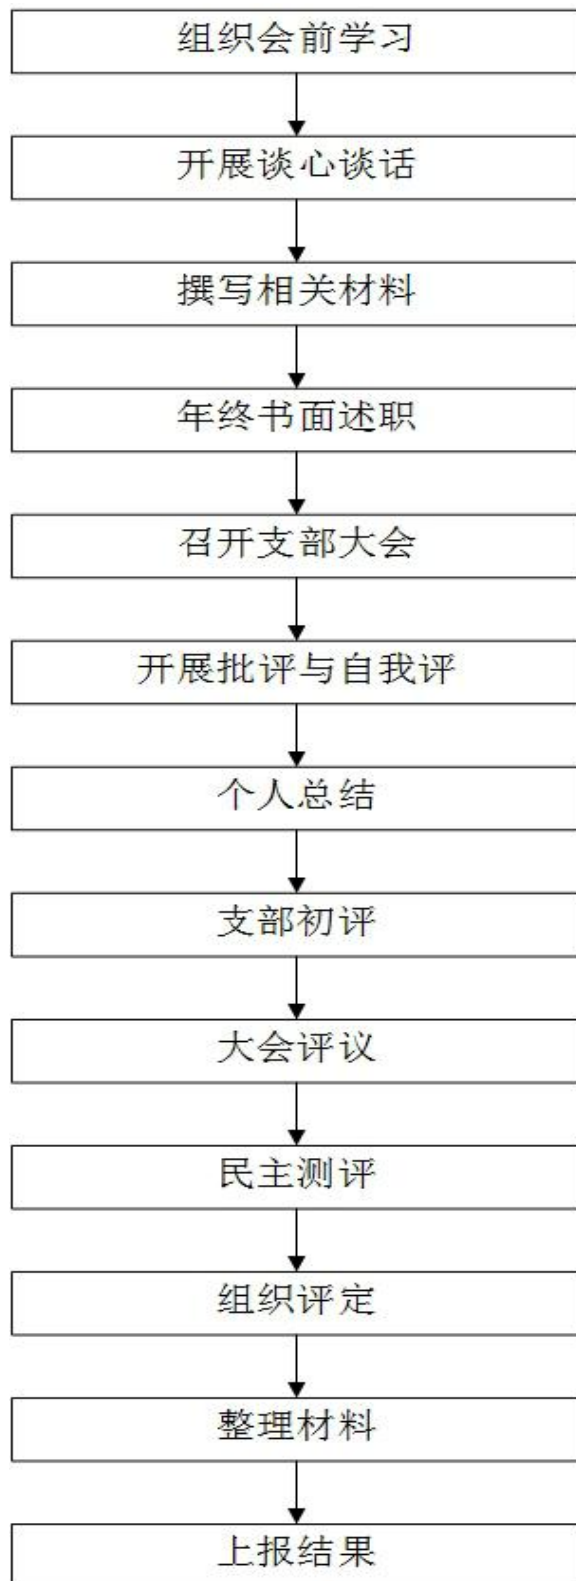 组织会前学习
开展谈心谈话
撰写相关材料
年终书面述职
召开支部大会
开展批评与自我评
个人总结
支部初评
大会评议
民主测评
组织评定
整理材料
上报结果